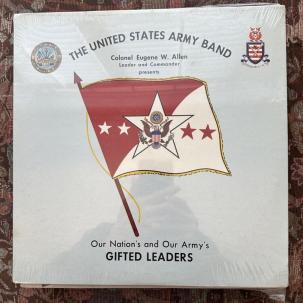 THE UNITED STATES ARMY BAND
Colonel Eugene W. Allen
Leader and Commander
presents
Our Nation's and Our Army's
GIFTED LEADERS